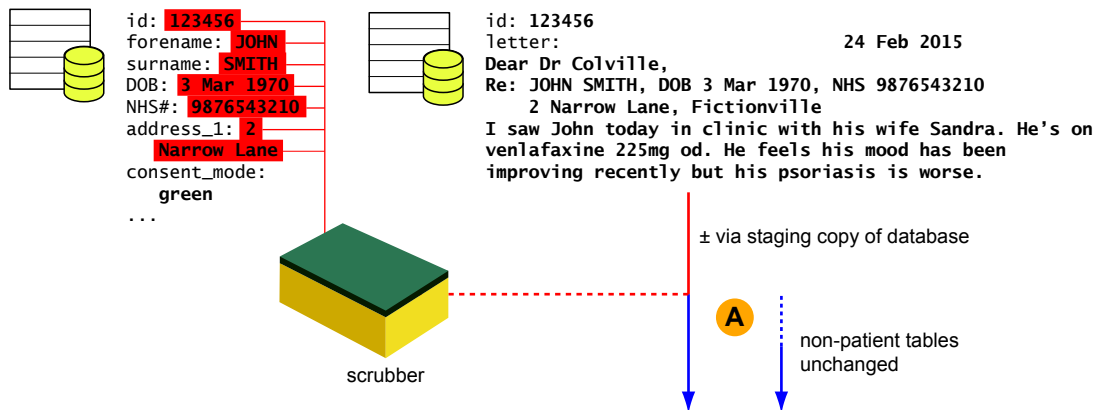 id: 123456
forename: JOHN
surname: SMITH
DOB: 3 Mar 1970
NHS#: 9876543210
address_1: 2
Narrow Lane
consent_mode:
green
...
id: 123456
letter: 24 Feb 2015
Dear Dr Colville,
Re: JOHN SMITH, DOB 3 Mar 1970, NHS 9876543210
2 Narrow Lane, Fictionville
I saw John today in clinic with his wife Sandra. He's on
venlafaxine 225mg od. He feels his mood has been
improving recently but his psoriasis is worse.
± via staging copy of database
A
non-patient tables
unchanged
scrubber